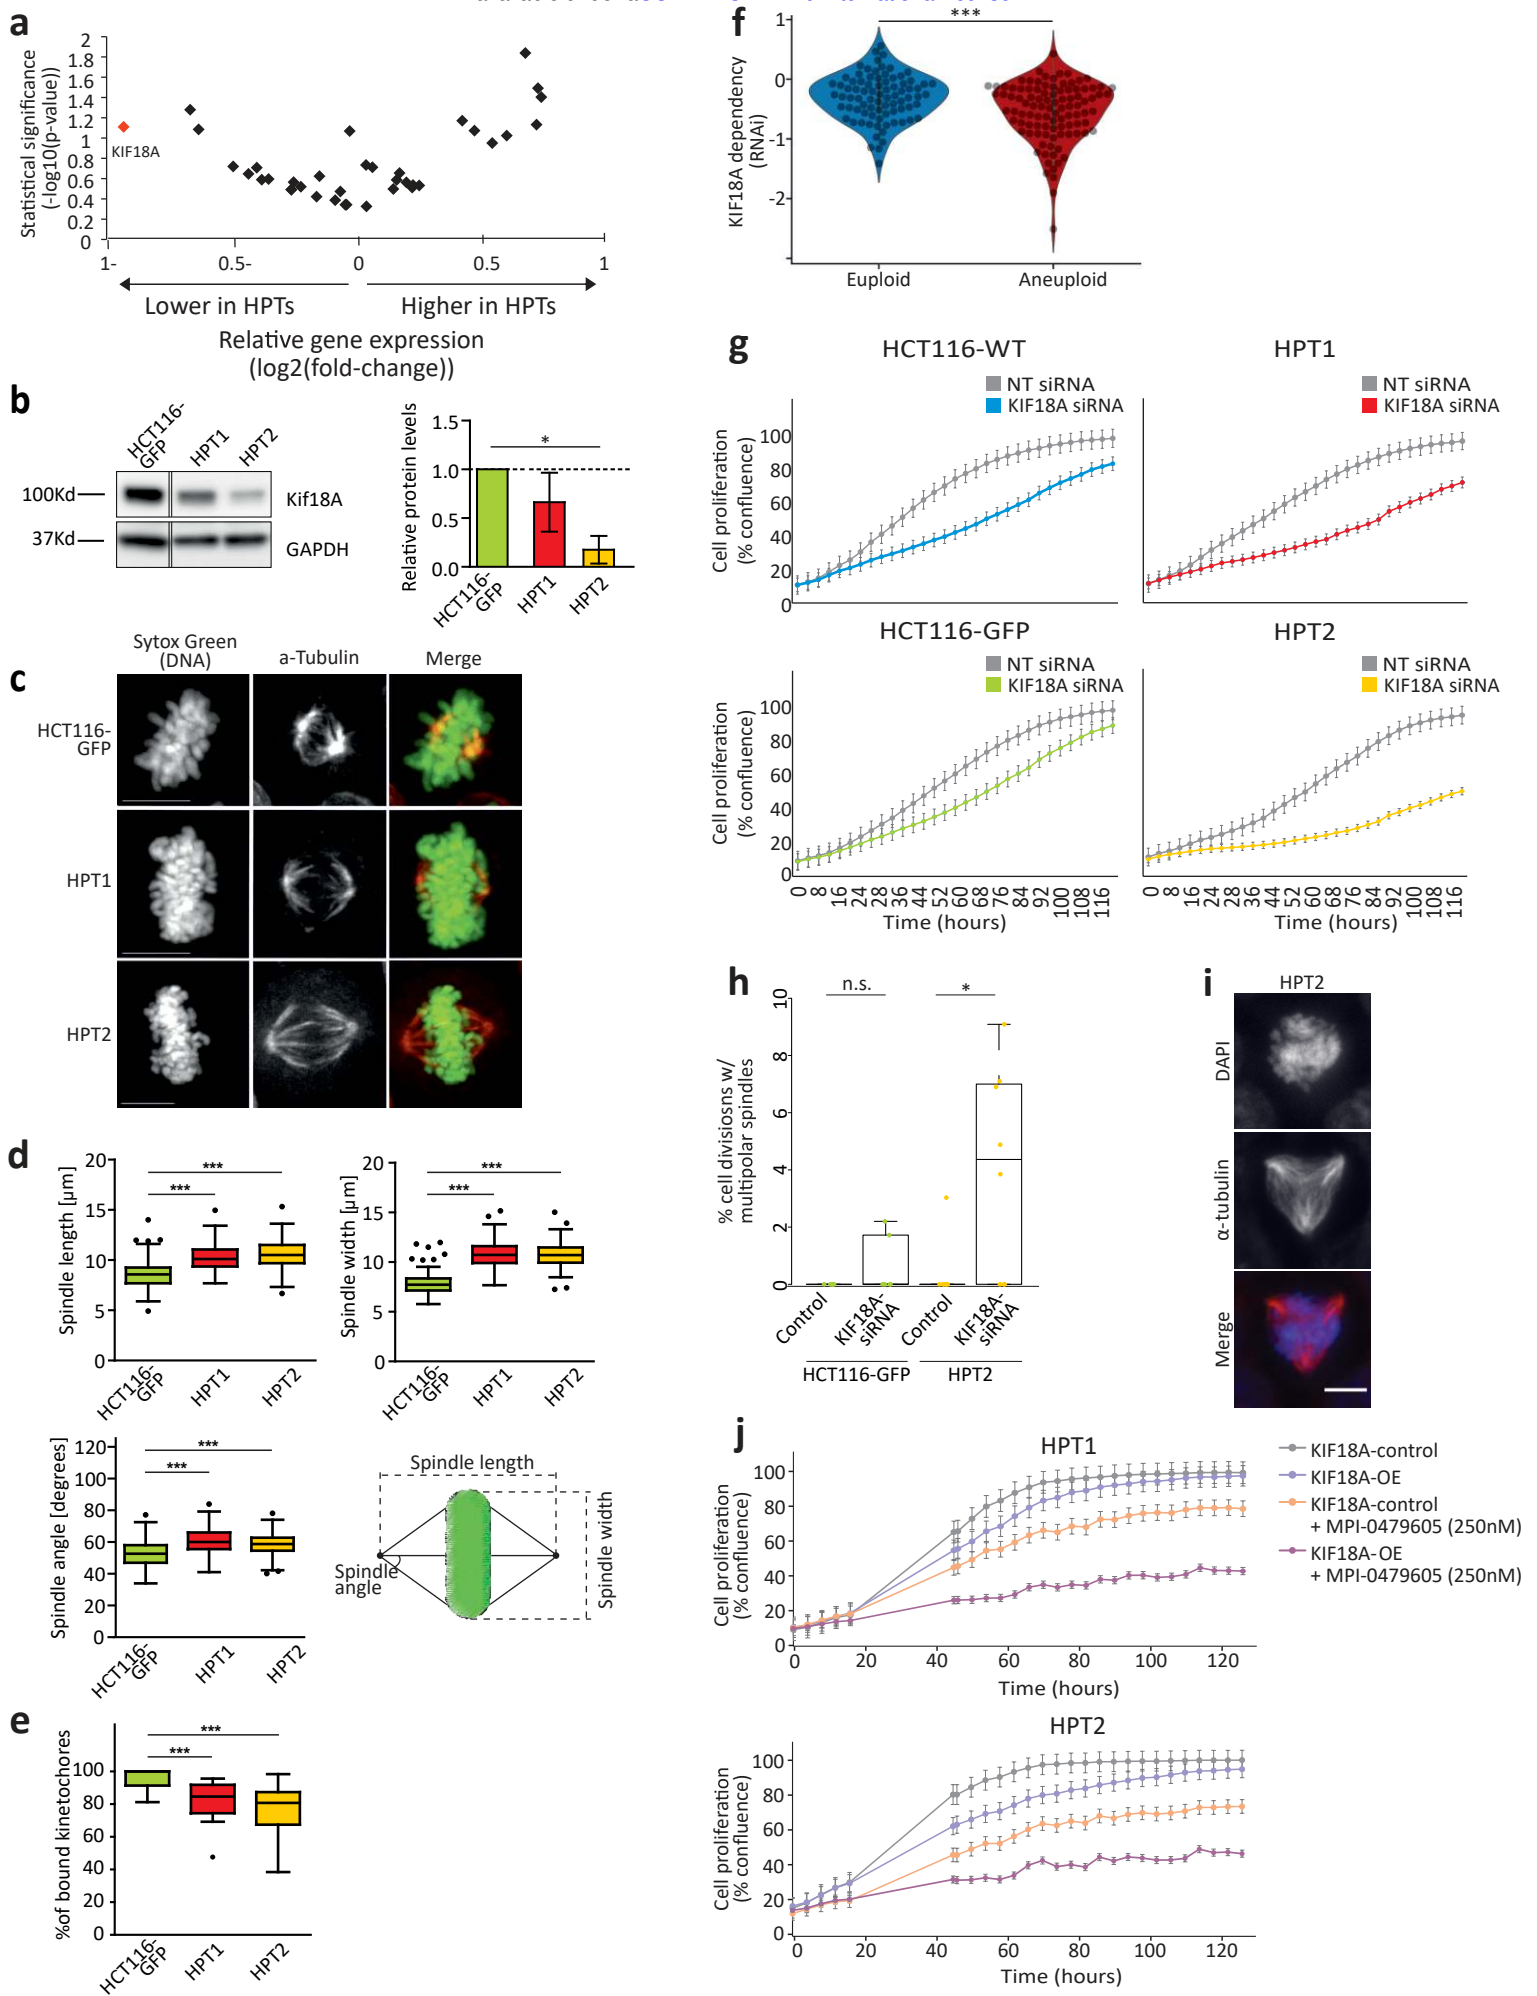 a
Statistical significance
(-log10(p-value))
2
1.8
1.6
1.4
1.2
1
0.8
0.6
0.4
0.2
0
KIF18A
1-
0.5-
0
0.5
1
Lower in HPTs
Higher in HPTs
Relative gene expression
(log2(fold-change))
b
HCT116-
GFP
HPT1
HPT2
100Kd
Kif18A
37Kd
GAPDH
Relative protein levels
1.5
1.0
0.5
0.0
*
HCT116-
GFP
HPT1
HPT2
c
Sytox Green
(DNA)
a-Tubulin
Merge
HCT116-
GFP
HPT1
HPT2
d
Spindle length [µm]
20
15
10
5
0
***
***
HCT116-
GFP
HPT1
HPT2
Spindle width [µm]
20
15
10
5
0
***
***
HCT116-
GFP
HPT1
HPT2
Spindle angle [degrees]
120
100
80
60
40
20
0
***
***
HCT116-
GFP
HPT1
HPT2
Spindle length
Spindle width
Spindle
angle
e
%of bound kinetochores
100
80
60
40
20
0
***
***
HCT116-
GFP
HPT1
HPT2
f
KIF18A dependency
(RNAi)
1
0
-1
-2
***
Euploid
Aneuploid
g
HCT116-WT
NT siRNA
KIF18A siRNA
Cell proliferation
(% confluence)
100
80
60
40
20
0
HPT1
NT siRNA
KIF18A siRNA
HCT116-GFP
NT siRNA
KIF18A siRNA
Cell proliferation
(% confluence)
100
80
60
40
20
0
0 8 16 24 28 36 44 52 60 68 76 84 92 100 108 116
Time (hours)
HPT2
NT siRNA
KIF18A siRNA
0 8 16 24 28 36 44 52 60 68 76 84 92 100 108 116
Time (hours)
h
% cell divisiosns w/
multipolar spindles
10
8
6
4
2
0
n.s.
*
Control
KIF18A-
siRNA
Control
KIF18A-
siRNA
HCT116-GFP
HPT2
i
HPT2
DAPI
α-tubulin
Merge
j
HPT1
Cell proliferation
(% confluence)
100
80
60
40
20
0
0 20 40 60 80 100 120
Time (hours)
KIF18A-control
KIF18A-OE
KIF18A-control
+ MPI-0479605 (250nM)
KIF18A-OE
+ MPI-0479605 (250nM)
HPT2
Cell proliferation
(% confluence)
100
80
60
40
20
0
0 20 40 60 80 100 120
Time (hours)